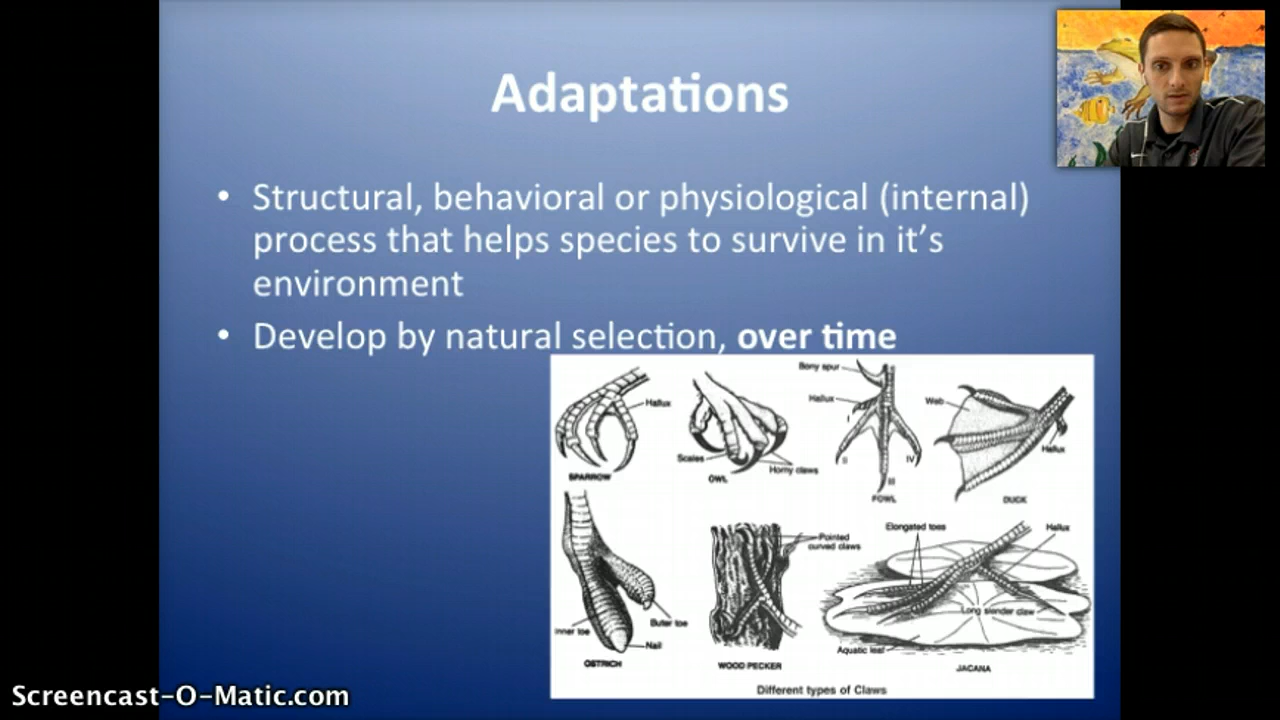 Adaptations
• Structural, behavioral or physiological (internal)
process that helps species to survive in it's
environment
• Develop by natural selection, over time
Hallux
SPARROW
Scales
Horny claws
OWL
Bony spur
Hallux
I
II
III
IV
FOWL
Web
Hallux
DUCK
Inner toe
Outer toe
Nail
OSTRICH
Pointed
curved claws
WOOD PECKER
Elongated toes
Hallux
Long slender claw
Aquatic leaf
JACANA
Different types of Claws
Screencast-O-Matic.com